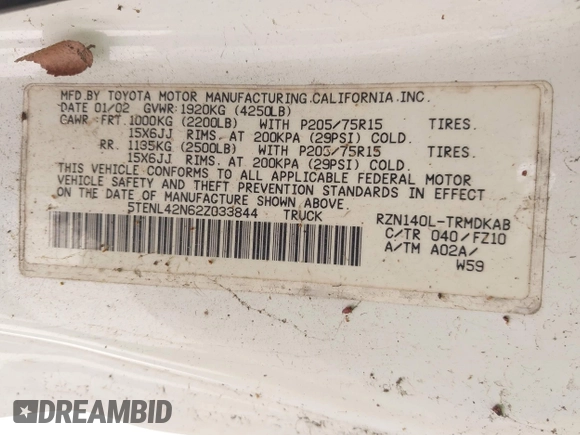 MFD.BY TOYOTA MOTOR MANUFACTURING.CALIFORNIA.INC.
DATE 01/02 GVWR:1920KG (4250LB)
GAWR: FRT.1000KG (2200LB) WITH P205/75R15 TIRES.
15X6JJ RIMS. AT 200KPA (29PSI) COLD.
RR. 1135KG (2500LB) WITH P205/75R15 TIRES.
15X6JJ RIMS. AT 200KPA (29PSI) COLD.
THIS VEHICLE CONFORMS TO ALL APPLICABLE FEDERAL MOTOR
VEHICLE SAFETY AND THEFT PREVENTION STANDARDS IN EFFECT
ON THE DATE OF MANUFACTURE SHOWN ABOVE.
5TENL42N62Z033844 TRUCK
RZN140L-TRMDKAB
C/TR 040/FZ10
A/TM A02A/
W59
DREAMBID